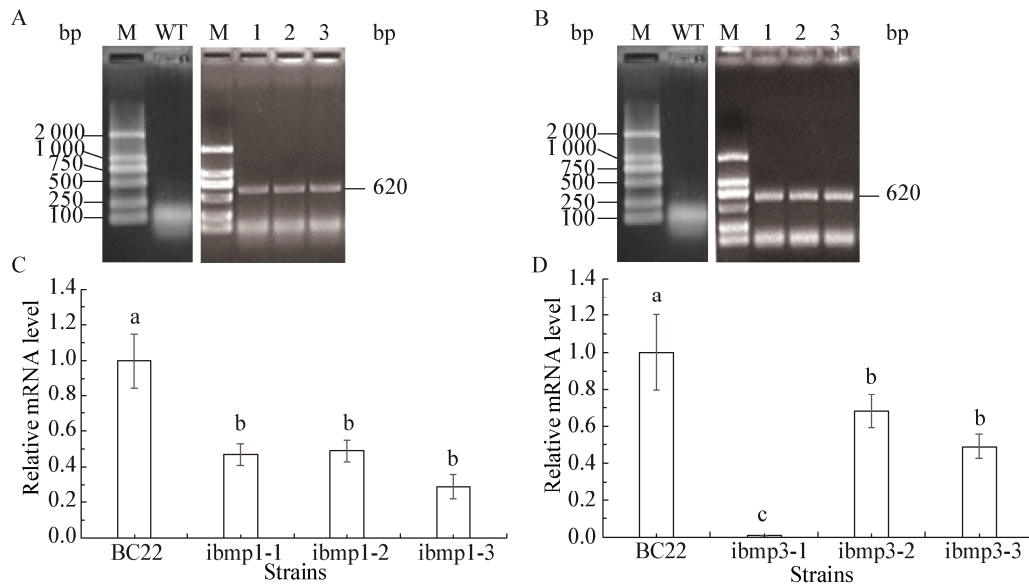 A
bp M WT M 1 2 3 bp
2 000
1 000
750
500
250
100
620
B
bp M WT M 1 2 3 bp
2 000
1 000
750
500
250
100
620
C
Relative mRNA level
1.4
1.2
1.0
0.8
0.6
0.4
0.2
0.0
a
b
b
b
BC22 ibmp1-1 ibmp1-2 ibmp1-3
Strains
D
Relative mRNA level
1.4
1.2
1.0
0.8
0.6
0.4
0.2
0.0
a
c
b
b
BC22 ibmp3-1 ibmp3-2 ibmp3-3
Strains